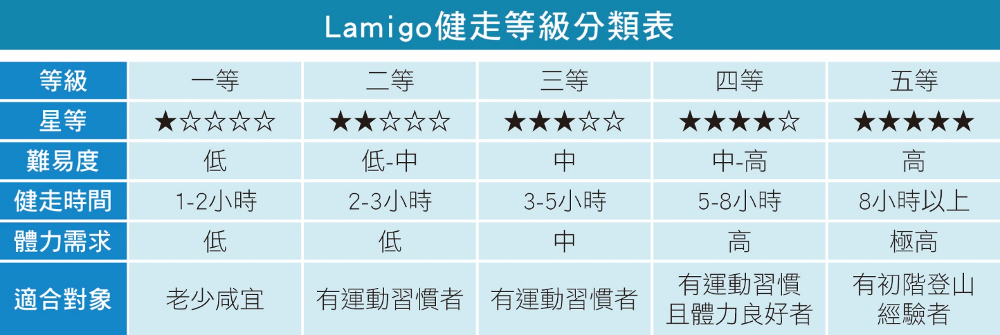 Lamigo健走等級分類表
等級 一等 二等 三等 四等 五等
星等 ★☆☆☆☆ ★★☆☆☆ ★★★☆☆ ★★★★☆ ★★★★★
難易度 低 低-中 中 中-高 高
健走時間 1-2小時 2-3小時 3-5小時 5-8小時 8小時以上
體力需求 低 低 中 高 極高
適合對象 老少咸宜 有運動習慣者 有運動習慣者 有運動習慣 有初階登山
且體力良好者 經驗者